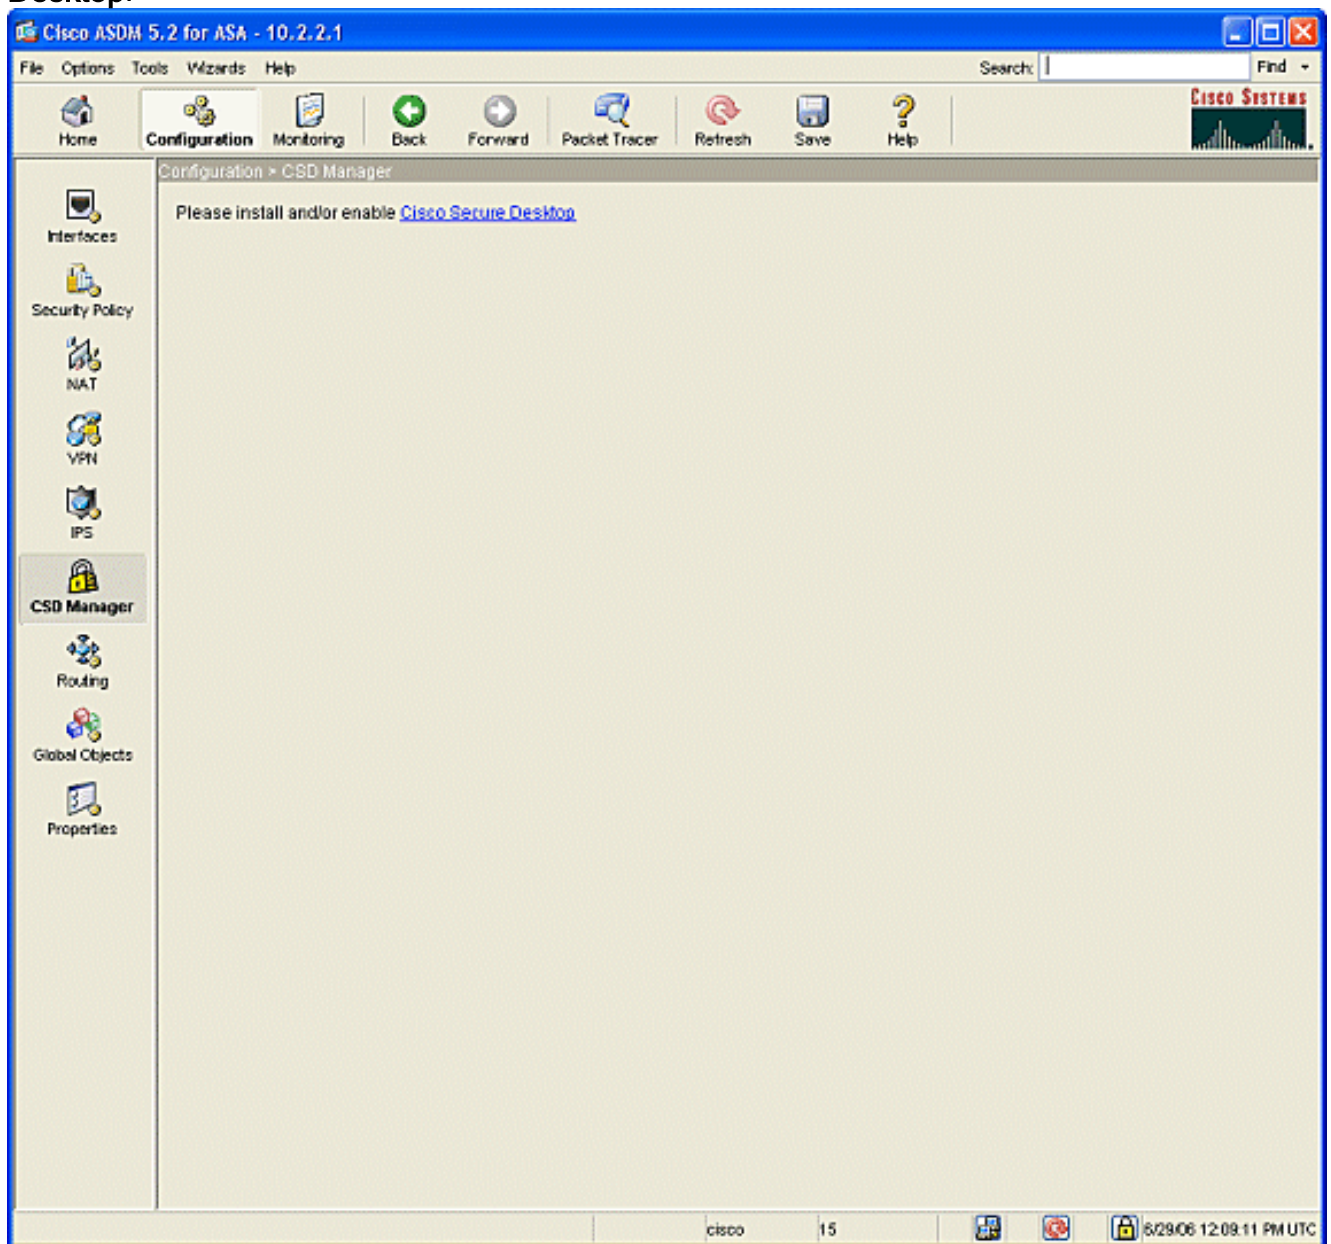 Desktop.
Cisco ASDM 5.2 for ASA - 10.2.2.1
File Options Tools Wizards Help Search: Find
Home Configuration Monitoring Back Forward Packet Tracer Refresh Save Help
CISCO SYSTEMS
Configuration > CSD Manager
Please install and/or enable Cisco Secure Desktop
Interfaces
Security Policy
NAT
VPN
IPS
CSD Manager
Routing
Global Objects
Properties
cisco 15 6/29/06 12:09:11 PM UTC